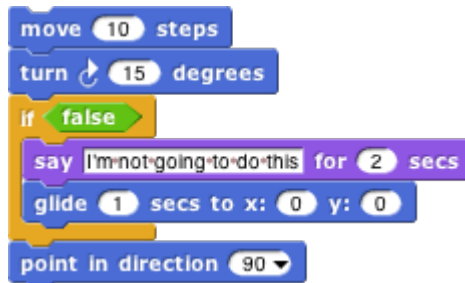 move 10 steps
turn 15 degrees
if false
say I'm not going to do this for 2 secs
glide 1 secs to x: 0 y: 0
point in direction 90